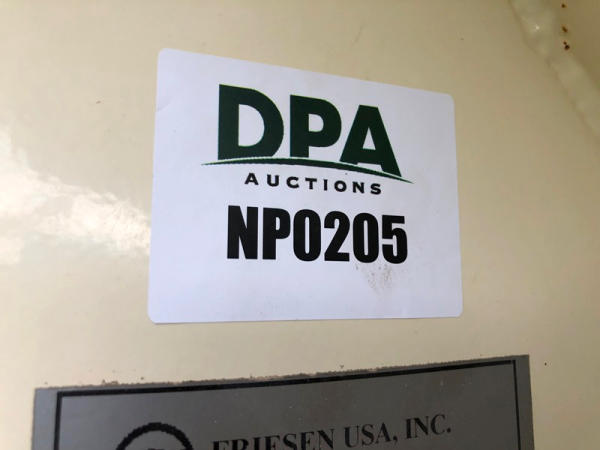 DPA
AUCTIONS
NP0205
FRIESEN USA, INC.